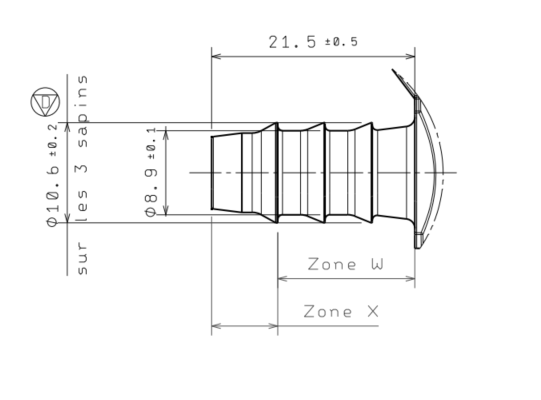 21.5 ±0.5
D
Φ10.6 ±0.2
sur les 3 sapins
Φ8.9 ±0.1
Zone W
Zone X